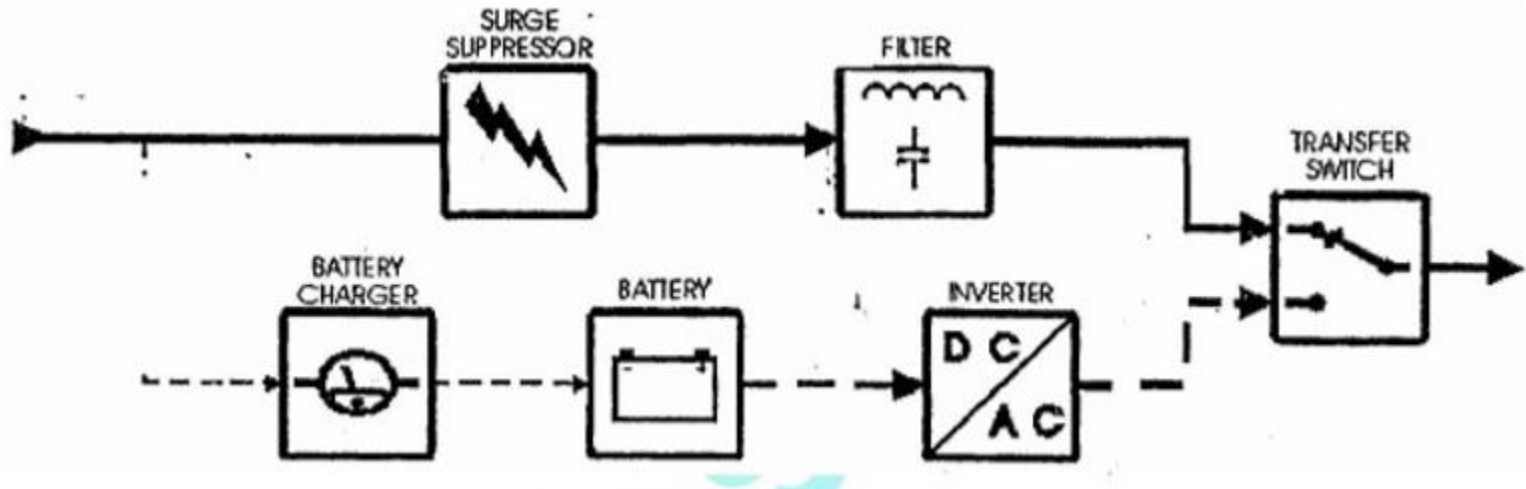 SURGE
SUPPRESSOR
FILTER
TRANSFER
SWITCH
BATTERY
CHARGER
BATTERY
INVERTER
D C
A C